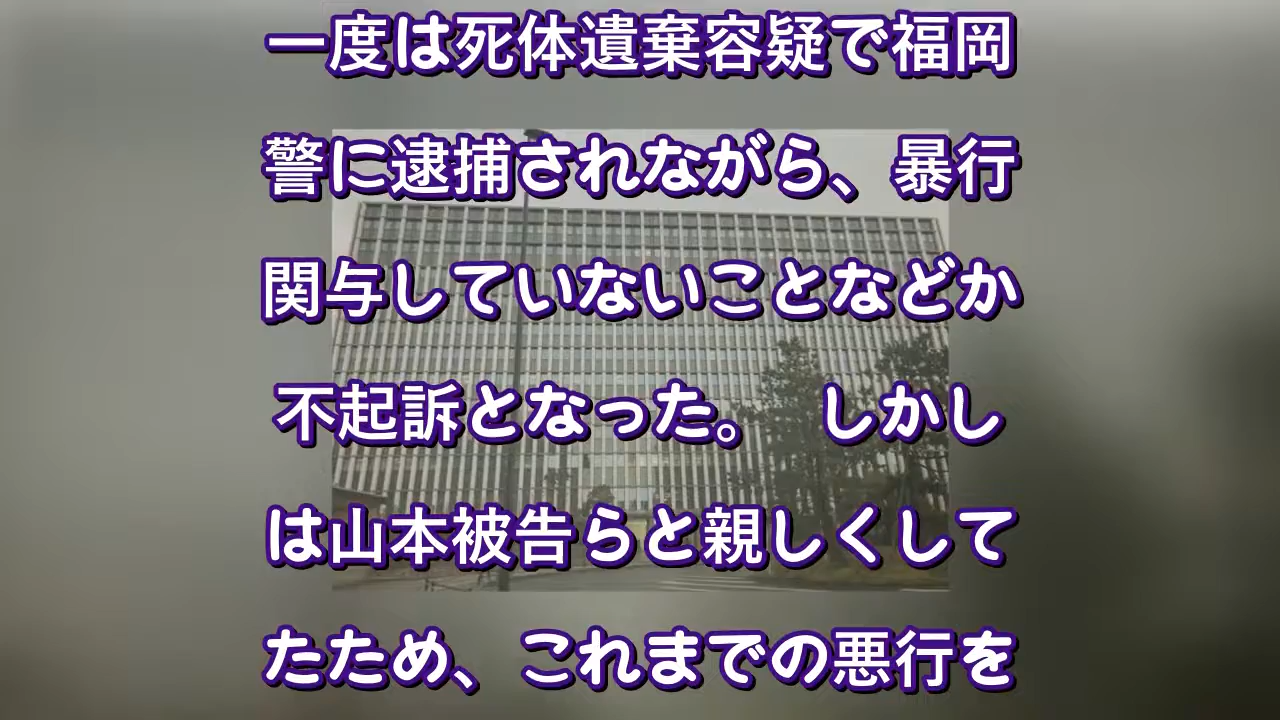 一度は死体遺棄容疑で福岡
警に逮捕されながら、暴行
関与していないことなどか
不起訴となった。　しかし
は山本被告らと親しくして
たため、これまでの悪行を